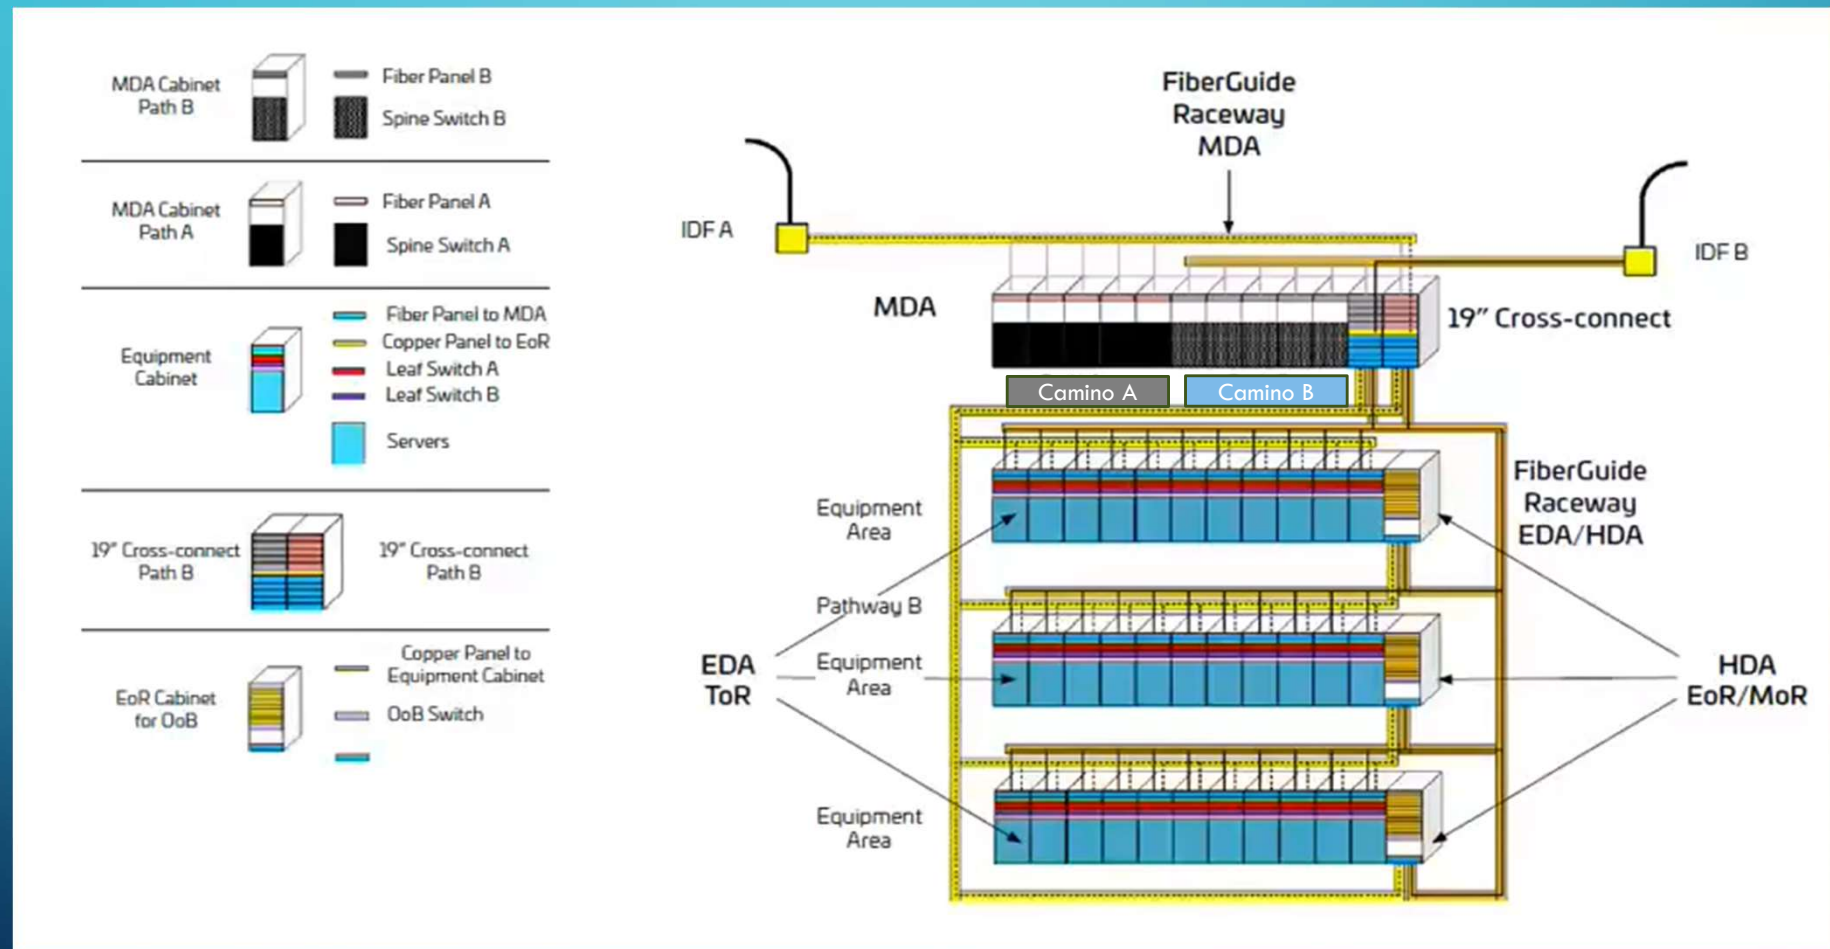 MDA Cabinet
Path B
Fiber Panel B
Spine Switch B
MDA Cabinet
Path A
Fiber Panel A
Spine Switch A
Equipment
Cabinet
Fiber Panel to MDA
Copper Panel to EoR
Leaf Switch A
Leaf Switch B
Servers
19" Cross-connect
Path B
19" Cross-connect
Path B
EoR Cabinet
for OoB
Copper Panel to
Equipment Cabinet
OoB Switch
FiberGuide
Raceway
MDA
IDF A
IDF B
MDA
19" Cross-connect
Camino A
Camino B
Equipment
Area
FiberGuide
Raceway
EDA/HDA
Pathway B
EDA
ToR
Equipment
Area
HDA
EoR/MoR
Equipment
Area